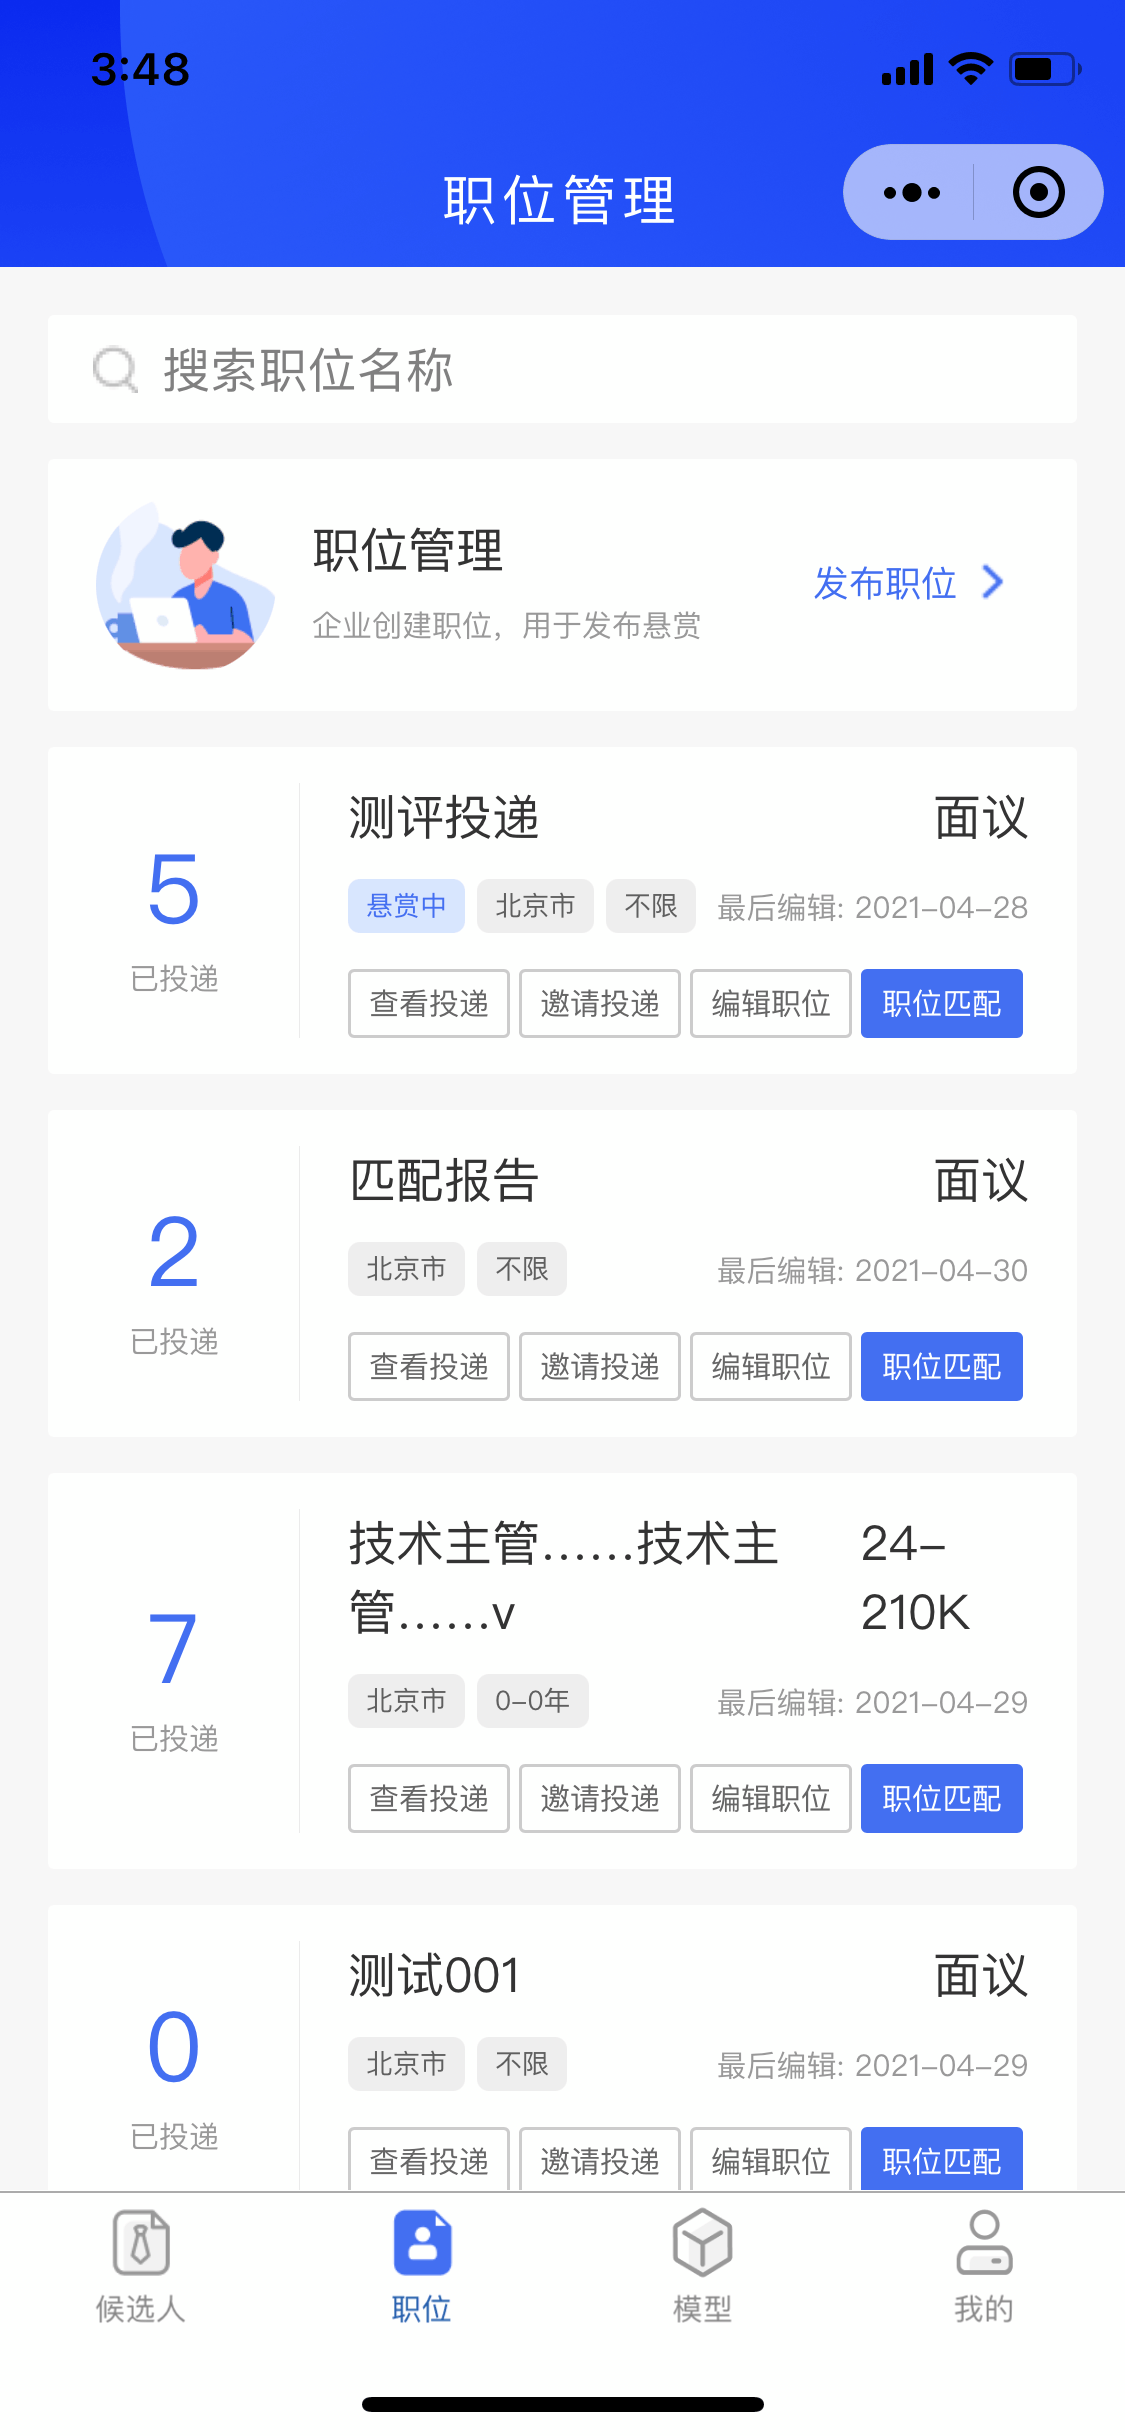 3:48
职位管理
搜索职位名称
职位管理
企业创建职位，用于发布悬赏
发布职位
测评投递 面议
5
已投递
悬赏中 北京市 不限 最后编辑: 2021-04-28
查看投递 邀请投递 编辑职位 职位匹配
匹配报告 面议
2
已投递
北京市 不限 最后编辑: 2021-04-30
查看投递 邀请投递 编辑职位 职位匹配
技术主管......技术主 24-
管......v 210K
7
已投递
北京市 0-0年 最后编辑: 2021-04-29
查看投递 邀请投递 编辑职位 职位匹配
测试001 面议
0
已投递
北京市 不限 最后编辑: 2021-04-29
查看投递 邀请投递 编辑职位 职位匹配
候选人 职位 模型 我的